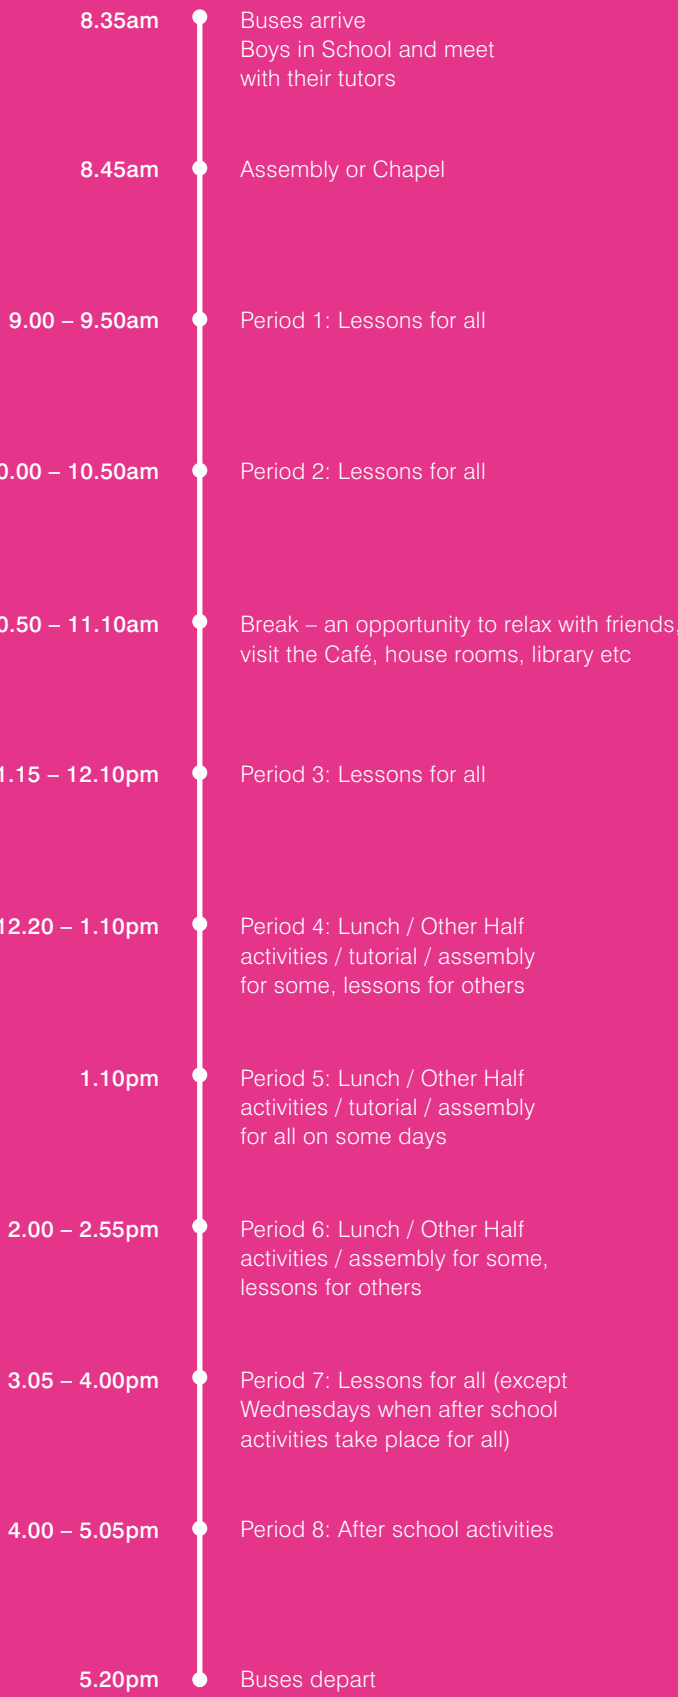 8.35am
Buses arrive
Boys in School and meet
with their tutors
8.45am
Assembly or Chapel
9.00 – 9.50am
Period 1: Lessons for all
0.00 – 10.50am
Period 2: Lessons for all
0.50 – 11.10am
Break – an opportunity to relax with friends,
visit the Café, house rooms, library etc
1.15 – 12.10pm
Period 3: Lessons for all
12.20 – 1.10pm
Period 4: Lunch / Other Half
activities / tutorial / assembly
for some, lessons for others
1.10pm
Period 5: Lunch / Other Half
activities / tutorial / assembly
for all on some days
2.00 – 2.55pm
Period 6: Lunch / Other Half
activities / assembly for some,
lessons for others
3.05 – 4.00pm
Period 7: Lessons for all (except
Wednesdays when after school
activities take place for all)
4.00 – 5.05pm
Period 8: After school activities
5.20pm
Buses depart